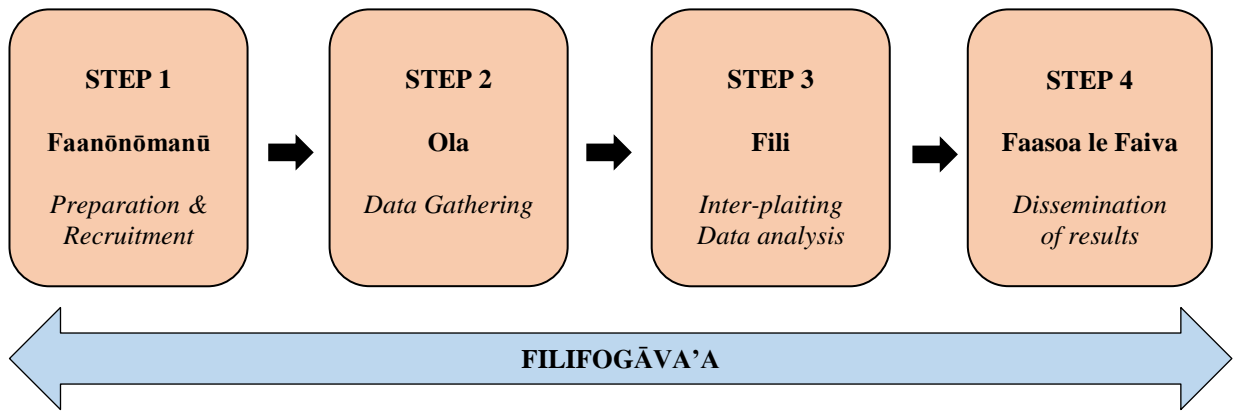 STEP 1
Faanōnōmanū
Preparation &
Recruitment
STEP 2
Ola
Data Gathering
STEP 3
Fili
Inter-plaiting
Data analysis
STEP 4
Faasoa le Faiva
Dissemination
of results
FILIFOGĀVA’A